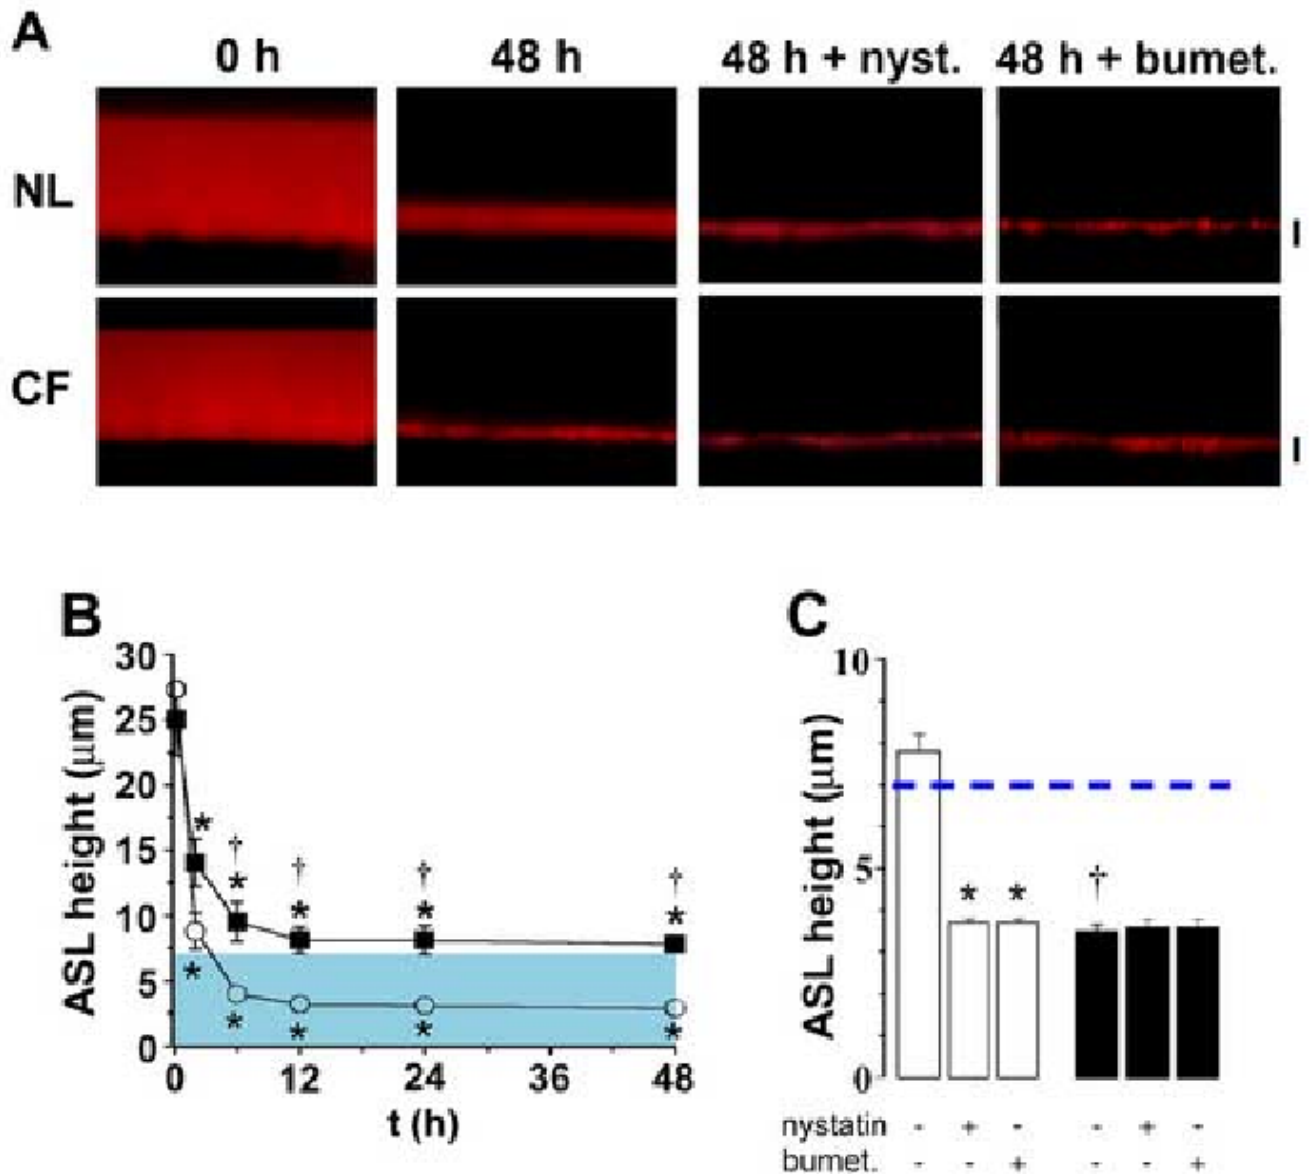 A
0 h 48 h 48 h + nyst. 48 h + bumet.
NL
CF
B
30
25
20
15
10
5
0
ASL height (μm)
* † * † * † * † *
* * * * *
0 12 24 36 48
t (h)
C
10
5
0
ASL height (μm)
* * †
nystatin - + - - + -
bumet. - - + - - +